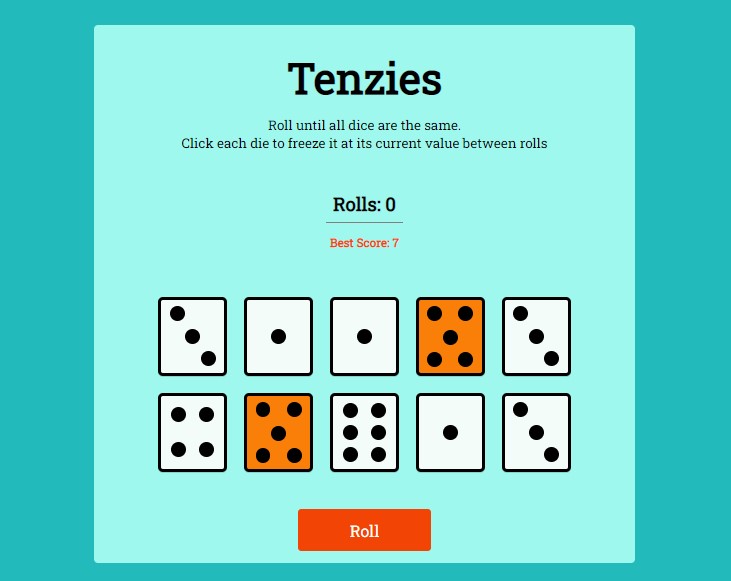 Tenzies
Roll until all dice are the same.
Click each die to freeze it at its current value between rolls
Rolls: 0
Best Score: 7
Roll